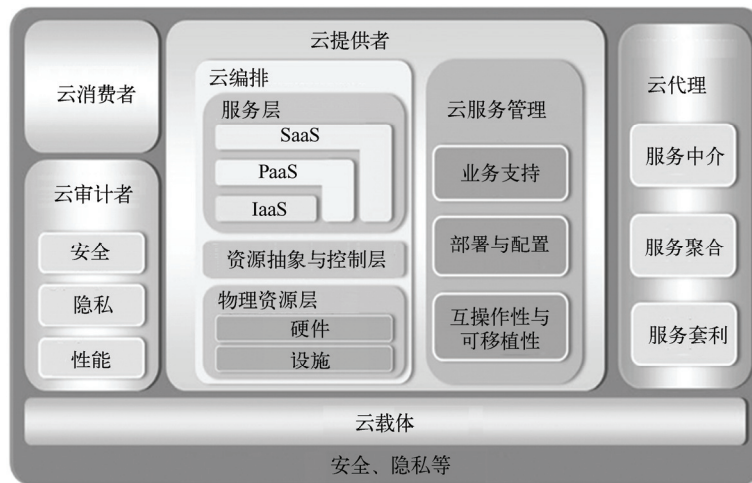 云消费者
云审计者
安全
隐私
性能
云提供者
云编排
服务层
SaaS
PaaS
IaaS
资源抽象与控制层
物理资源层
硬件
设施
云服务管理
业务支持
部署与配置
互操作性与
可移植性
云代理
服务中介
服务聚合
服务套利
云载体
安全、隐私等